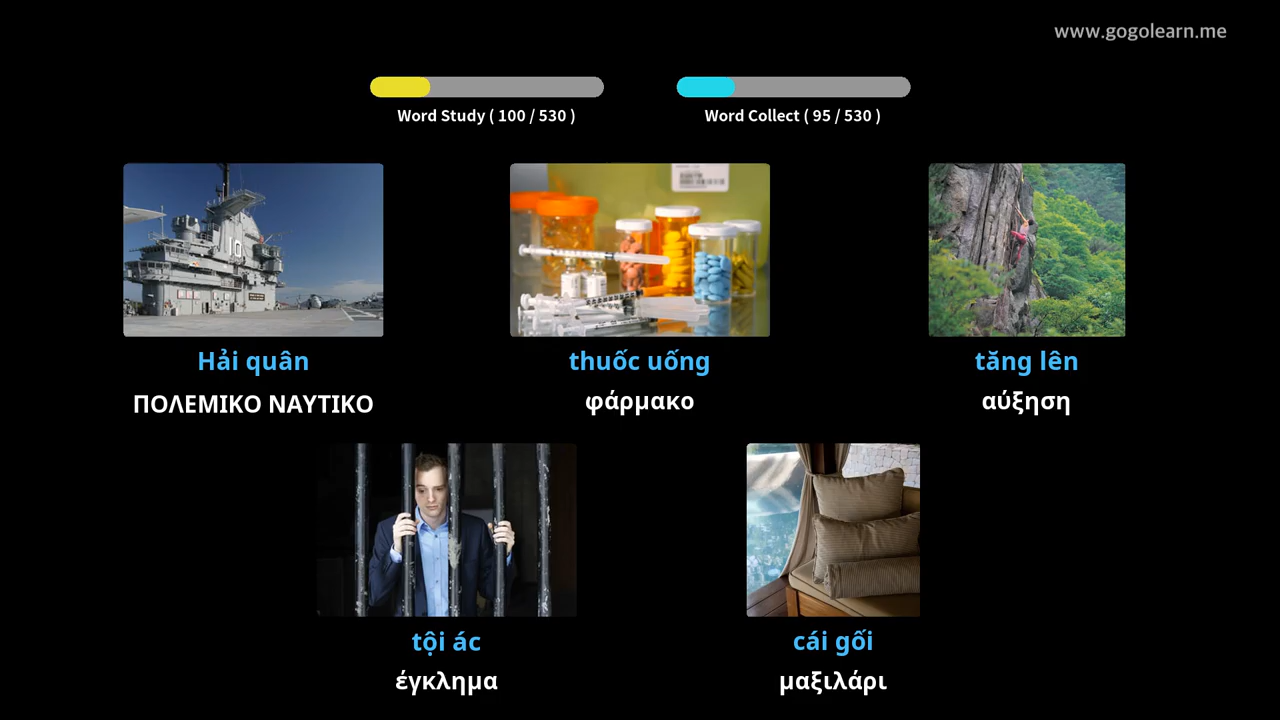 www.gogolearn.me
Word Study ( 100 / 530 )
Word Collect ( 95 / 530 )
10
Hải quân
thuốc uống
tăng lên
ΠΟΛΕΜΙΚΟ ΝΑΥΤΙΚΟ
φάρμακο
αύξηση
tội ác
cái gối
έγκλημα
μαξιλάρι